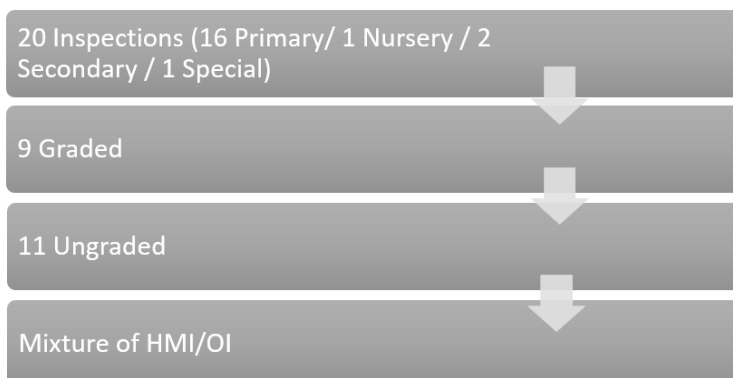 20 Inspections (16 Primary/ 1 Nursery / 2
Secondary / 1 Special)
9 Graded
11 Ungraded
Mixture of HMI/OI